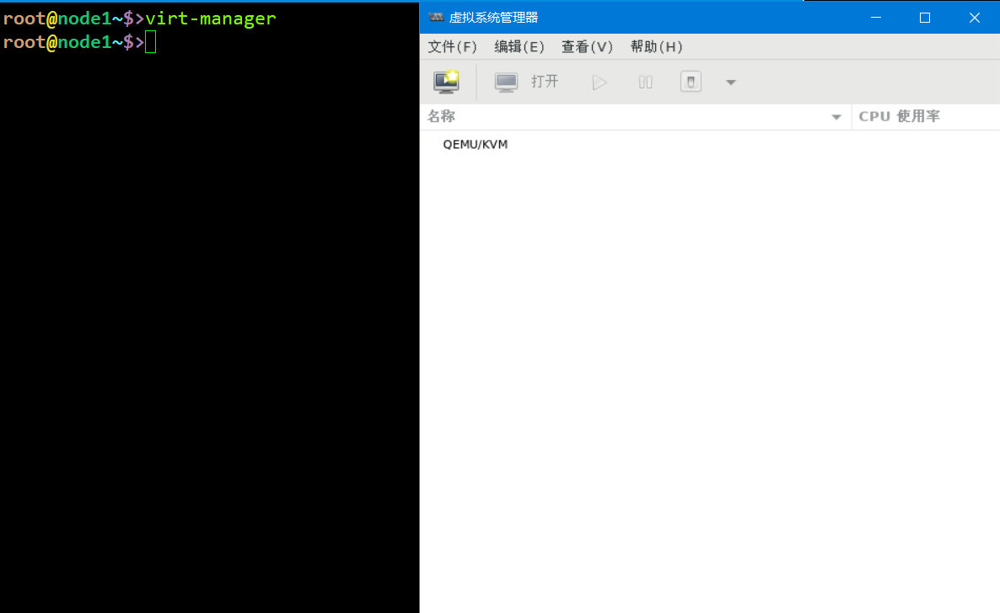 root@node1~$>virt-manager
root@node1~$>
虚拟系统管理器
文件(F) 编辑(E) 查看(V) 帮助(H)
打开
名称 CPU 使用率
QEMU/KVM